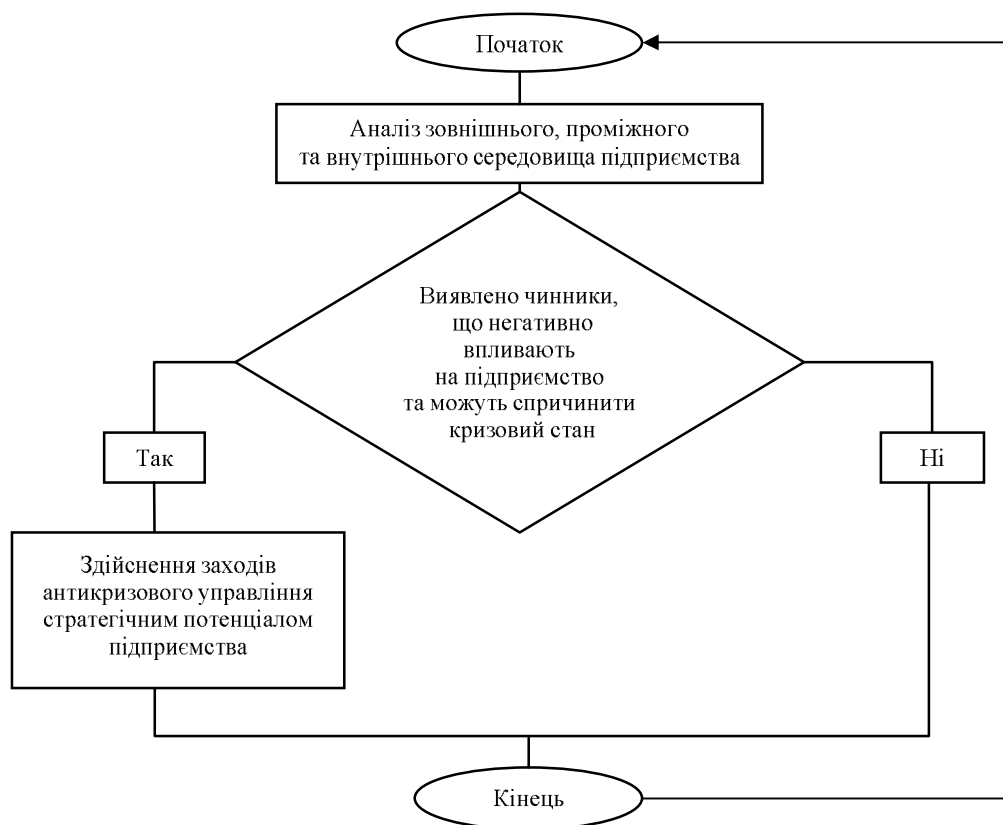 Початок
Аналіз зовнішнього, проміжного
та внутрішнього середовища підприємства
Виявлено чинники,
що негативно
впливають
на підприємство
та можуть спричинити
кризовий стан
Так
Ні
Здійснення заходів
антикризового управління
стратегічним потенціалом
підприємства
Кінець